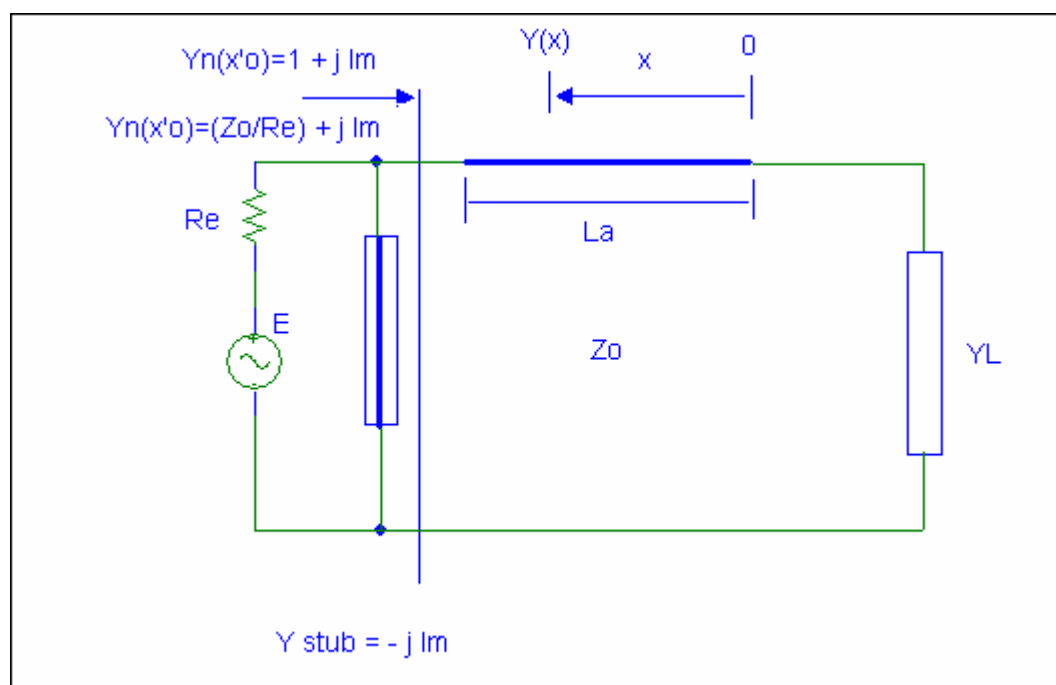 Y(x)
0
Yn(x'o)=1 + j Im
x
Yn(x'o)=(Zo/Re) + j Im
Re
La
E
Zo
YL
Y stub = - j Im